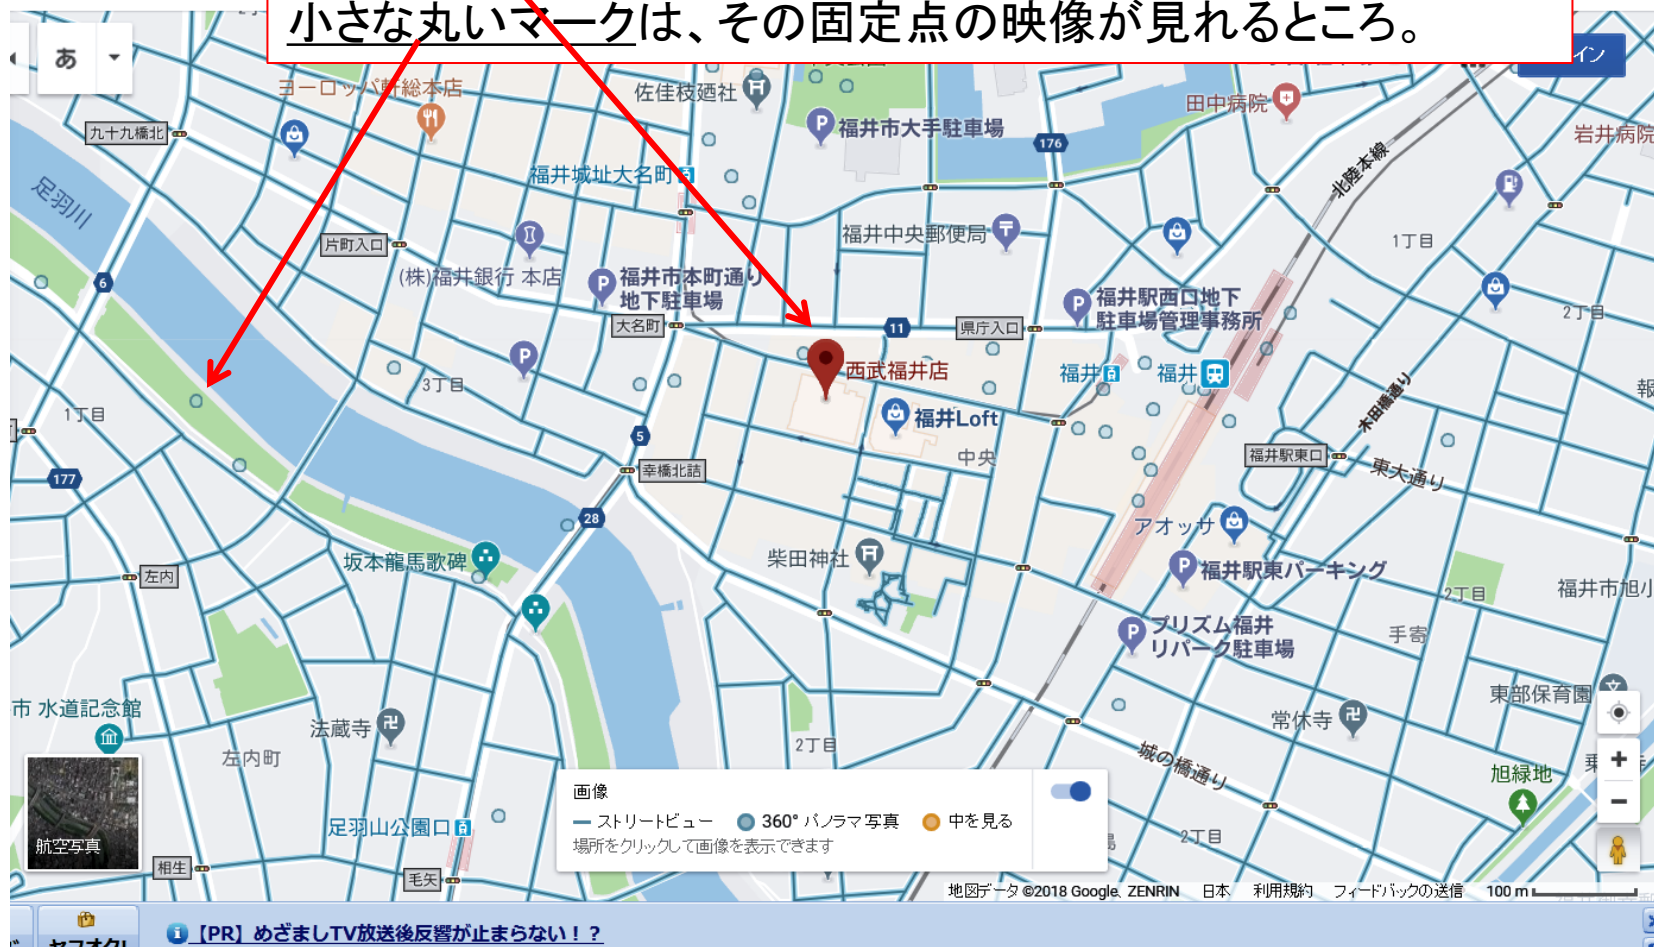 小さな丸いマークは、その固定点の映像が見れるところ。
あ
イン
ヨーロッパ軒総本店
佐佳枝廼社
福井市大手駐車場
田中病院
岩井病院
九十九橋北
176
北陸本線
福井城址大名町
足羽川
片町入口
福井中央郵便局
1丁目
(株)福井銀行 本店
福井市本町通り
地下駐車場
福井駅西口地下
駐車場管理事務所
6
2丁目
大名町
11
県庁入口
西武福井店
福井
福井
3丁目
1丁目
福井Loft
木田橋通り
報
5
中央
幸橋北詰
福井駅東口
東大通り
177
28
アオッサ
坂本龍馬歌碑
柴田神社
福井駅東パーキング
左内
2丁目
福井市旭小
プリズム福井
リパーク駐車場
手寄
東部保育園
市 水道記念館
法蔵寺
常休寺
左内町
2丁目
城の橋通り
旭緑地
画像
ストリートビュー
360° パノラマ写真
中を見る
場所をクリックして画像を表示できます
足羽山公園口
2丁目
航空写真
相生
毛矢
地図データ ©2018 Google, ZENRIN 日本 利用規約 フィードバックの送信 100 m
【PR】めざましTV放送後反響が止まらない！？